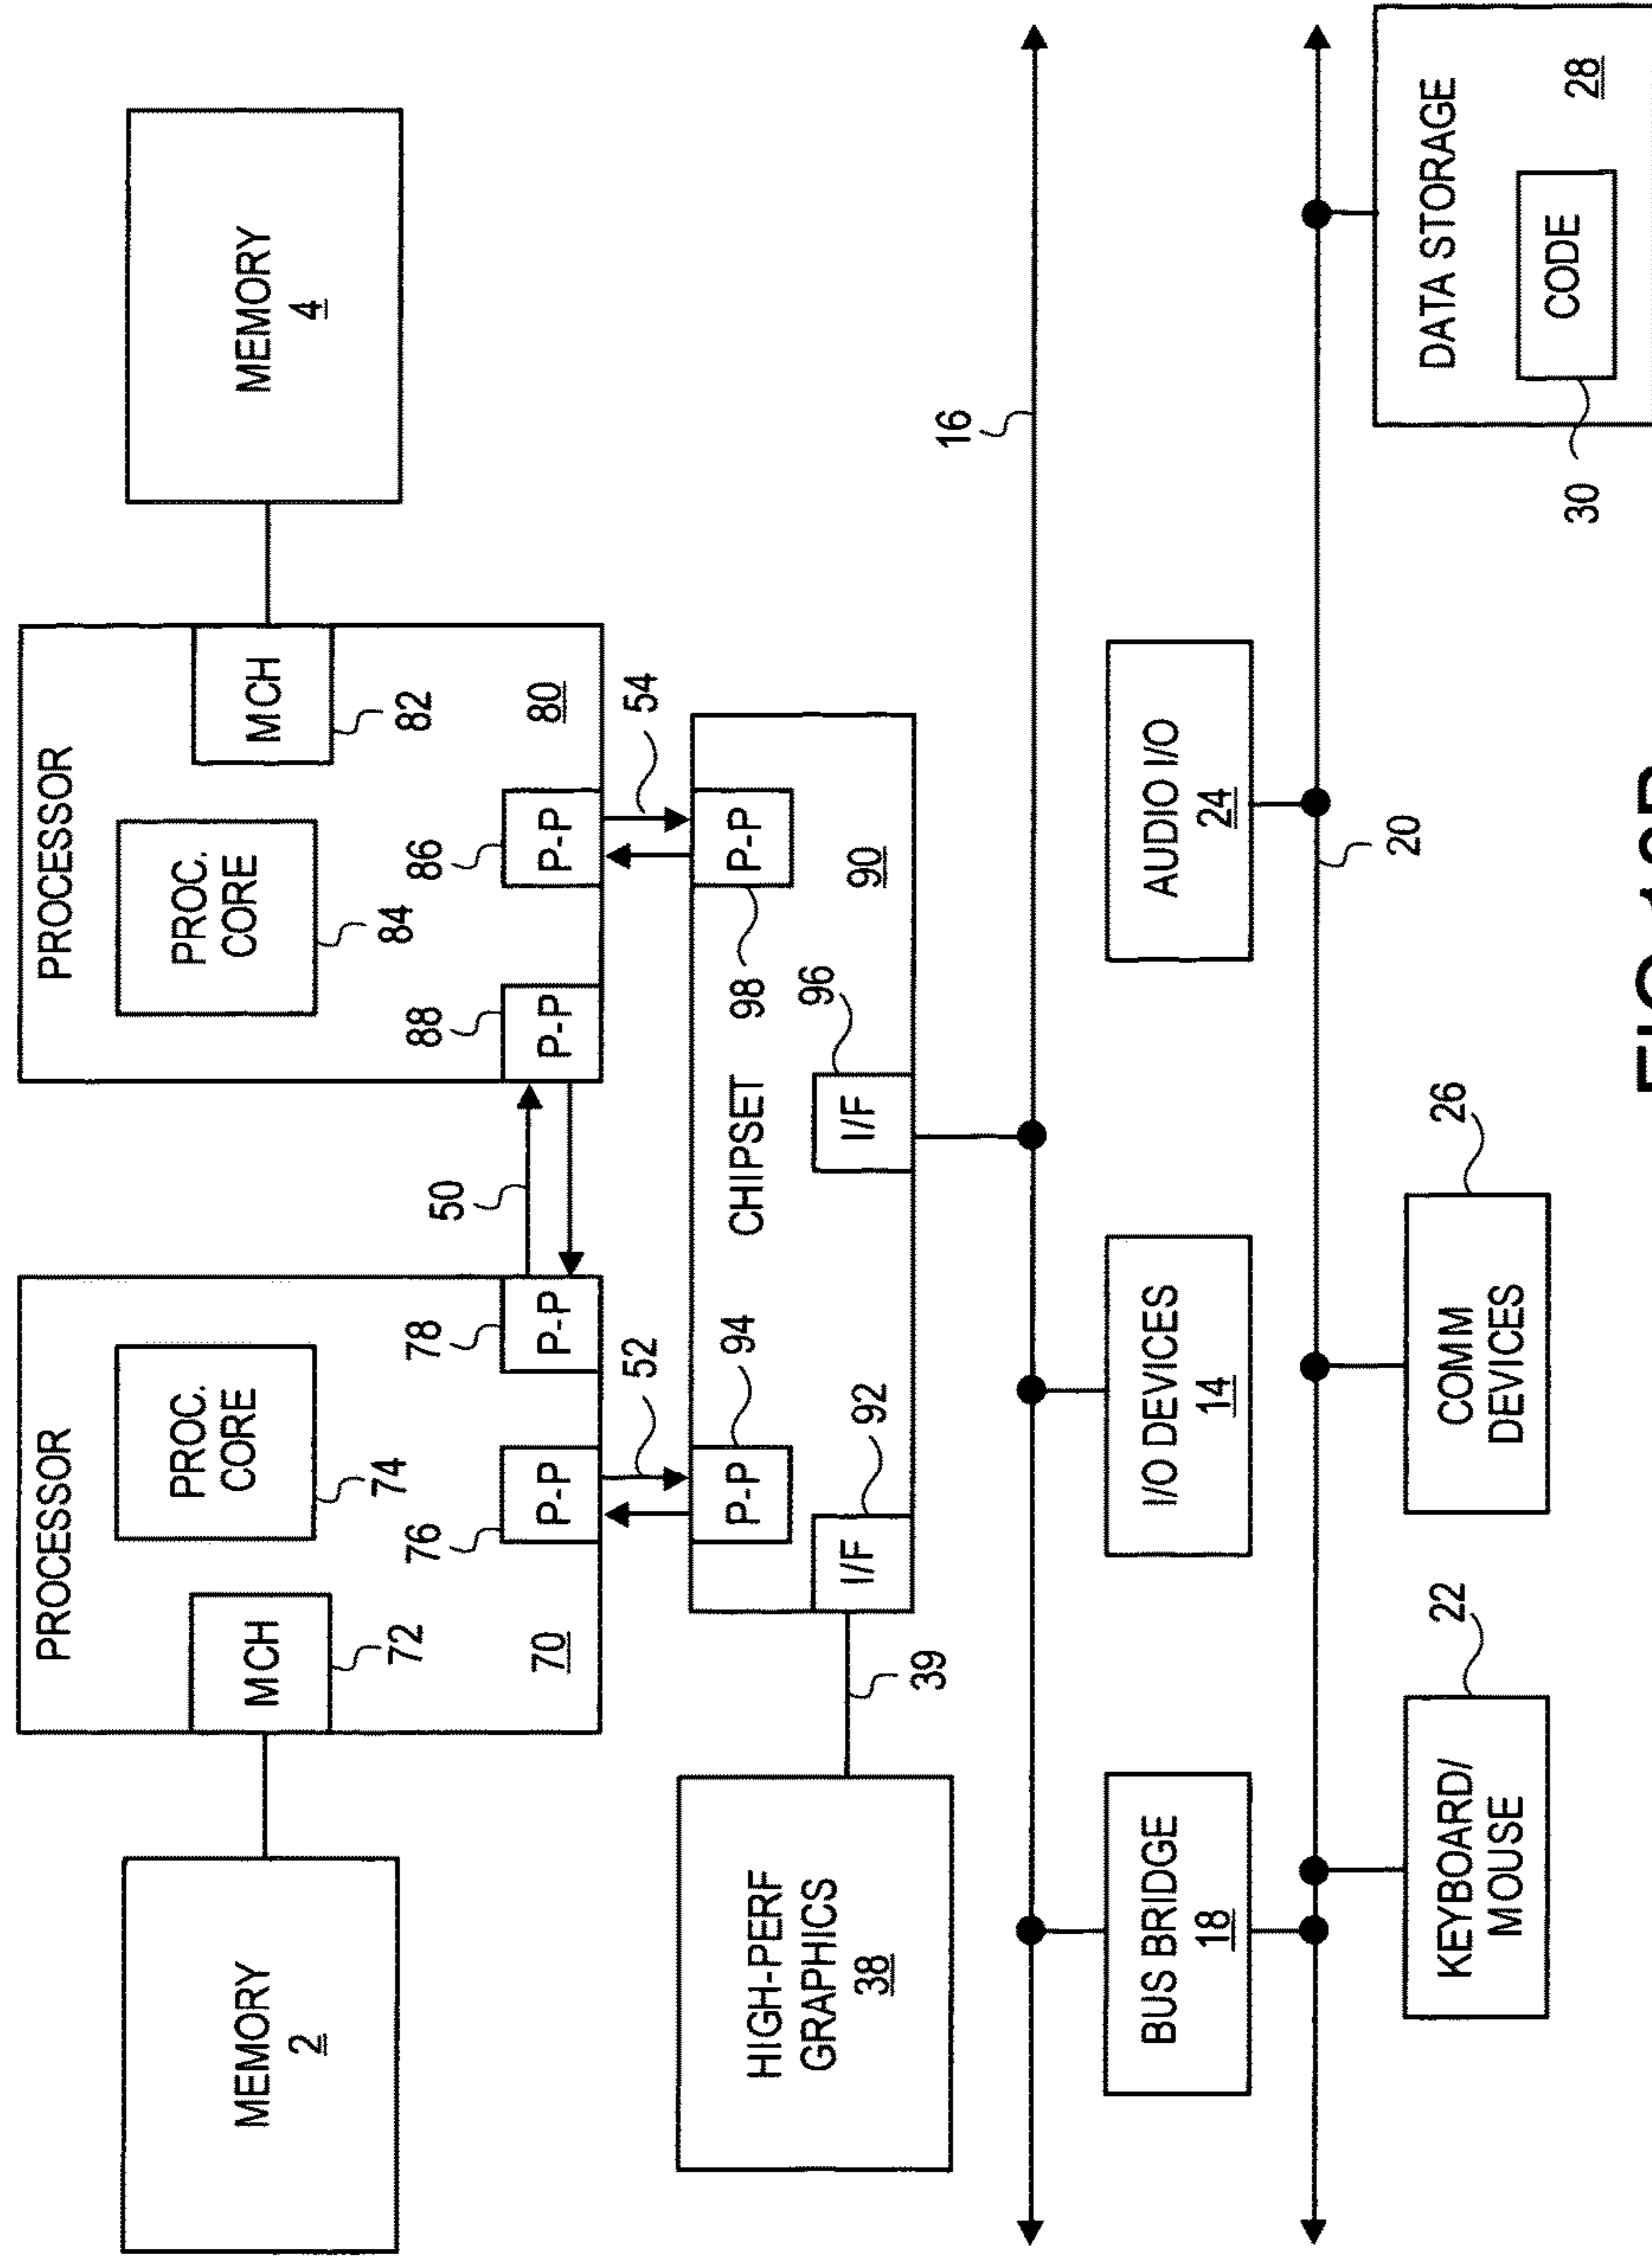 PROCESSOR
PROCESSOR
MEMORY
2
MCH
72
PROC.
CORE
74
76
P-P
78
P-P
70
50
88
P-P
PROC.
CORE
84
86
P-P
MCH
82
80
MEMORY
4
52
54
HIGH-PERF
GRAPHICS
38
39
I/F
92
P-P
94
CHIPSET
I/F
96
98
P-P
90
16
BUS BRIDGE
18
I/O DEVICES
14
AUDIO I/O
24
20
KEYBOARD/
MOUSE
22
COMM
DEVICES
26
DATA STORAGE
CODE
30
28